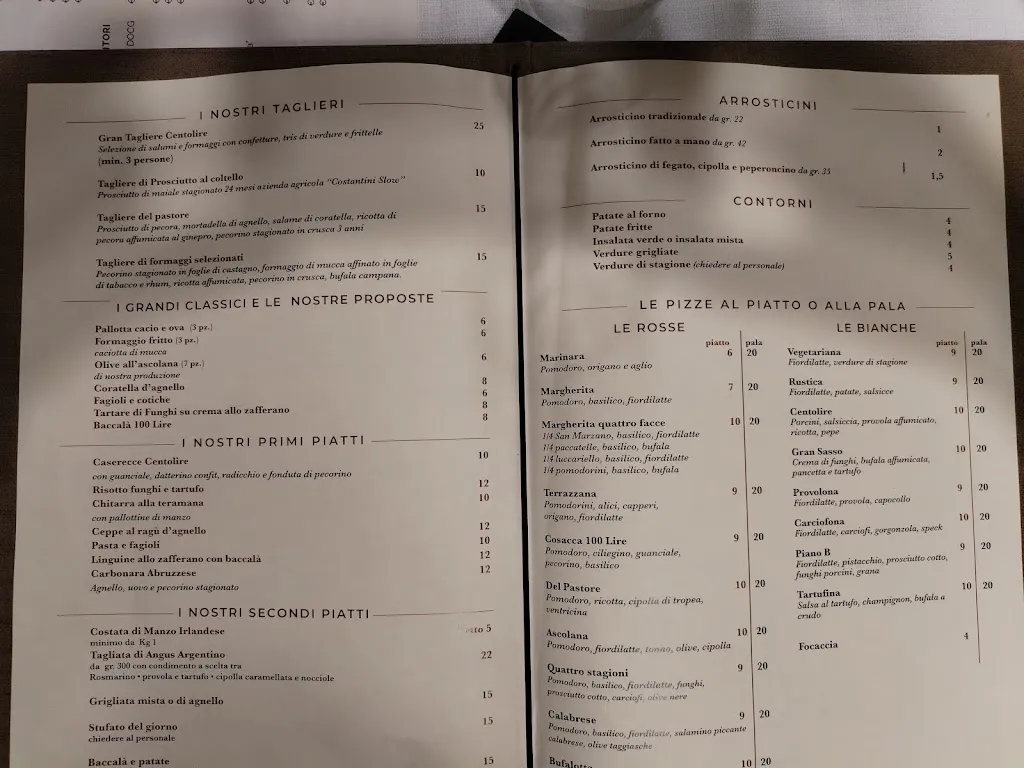 TORI
DOCG
I NOSTRI TAGLIERI
Gran Tagliere Centolire 25
Selezione di salumi e formaggi con confetture, tris di verdure e frittelle
(min. 3 persone)
Tagliere di Prosciutto al coltello 10
Prosciutto di maiale stagionato 24 mesi azienda agricola "Costantini Slow"
Tagliere del pastore 15
Prosciutto di pecora, mortadella di agnello, salame di coratella, ricotta di
pecora affumicata al ginepro, pecorino stagionato in crusca 3 anni
Tagliere di formaggi selezionati 15
Pecorino stagionato in foglie di castagno, formaggio di mucca affinato in foglie
di tabacco e rhum, ricotta affumicata, pecorino in crusca, bufala campana.
I GRANDI CLASSICI E LE NOSTRE PROPOSTE
Pallotta cacio e ova (3 pz.) 6
Formaggio fritto (3 pz.) 6
caciotta di mucca
Olive all'ascolana (7 pz.) 6
di nostra produzione
Coratella d'agnello 8
Fagioli e cotiche 6
Tartare di Funghi su crema allo zafferano 8
Baccalà 100 Lire 8
I NOSTRI PRIMI PIATTI
Caserecce Centolire 10
con guanciale, datterino confit, radicchio e fonduta di pecorino
Risotto funghi e tartufo 12
Chitarra alla teramana 10
con pallottine di manzo
Ceppe al ragù d'agnello 12
Pasta e fagioli 10
Linguine allo zafferano con baccalà 12
Carbonara Abruzzese 12
Agnello, uovo e pecorino stagionato
I NOSTRI SECONDI PIATTI
Costata di Manzo Irlandese etto 5
minimo da Kg 1
Tagliata di Angus Argentino 22
da gr. 300 con condimento a scelta tra
Rosmarino • provola e tartufo • cipolla caramellata e nocciole
Grigliata mista o di agnello 15
Stufato del giorno 15
chiedere al personale
Baccalà e patate 15
ARROSTICINI
Arrosticino tradizionale da gr. 22 1
Arrosticino fatto a mano da gr. 42 2
Arrosticino di fegato, cipolla e peperoncino da gr. 35 1,5
CONTORNI
Patate al forno 4
Patate fritte 4
Insalata verde o insalata mista 4
Verdure grigliate 5
Verdure di stagione (chiedere al personale) 4
LE PIZZE AL PIATTO O ALLA PALA
LE ROSSE
piatto pala
Marinara 6 20
Pomodoro, origano e aglio
Margherita 7 20
Pomodoro, basilico, fiordilatte
Margherita quattro facce 10 20
1/4 San Marzano, basilico, fiordilatte
1/4 paccatelle, basilico, bufala
1/4 luccariello, basilico, fiordilatte
1/4 pomodorini, basilico, bufala
Terrazzana 9 20
Pomodorini, alici, capperi,
origano, fiordilatte
Cosacca 100 Lire 9 20
Pomodoro, ciliegino, guanciale,
pecorino, basilico
Del Pastore 10 20
Pomodoro, ricotta, cipolla di tropea,
ventricina
Ascolana 10 20
Pomodoro, fiordilatte, tonno, olive, cipolla
Quattro stagioni 9 20
Pomodoro, basilico, fiordilatte, funghi,
prosciutto cotto, carciofi, olive nere
Calabrese 9 20
Pomodoro, basilico, fiordilatte, salamino piccante
calabrese, olive taggiasche
Bufalotta 10 20
LE BIANCHE
piatto pala
Vegetariana 9 20
Fiordilatte, verdure di stagione
Rustica 9 20
Fiordilatte, patate, salsicce
Centolire 10 20
Porcini, salsiccia, provola affumicato,
ricotta, pepe
Gran Sasso 10 20
Crema di funghi, bufala affumicata,
pancetta e tartufo
Provolona 9 20
Fiordilatte, provola, capocollo
Carciofona 10 20
Fiordilatte, carciofi, gorgonzola, speck
Piano B 9 20
Fiordilatte, pistacchio, prosciutto cotto,
funghi porcini, grana
Tartufina 10 20
Salsa al tartufo, champignon, bufala a
crudo
Focaccia 4